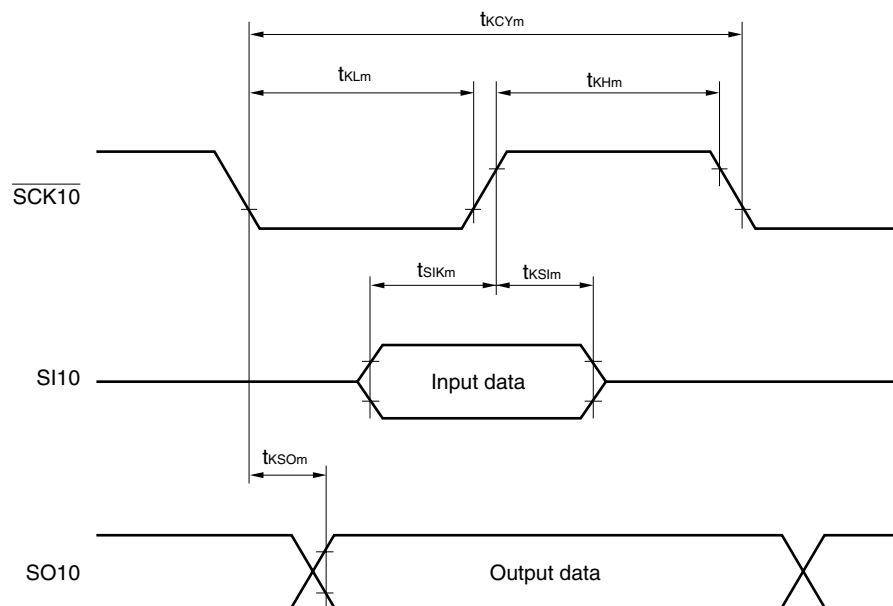 tKCYm
tKLm
tKHm
SCK10
tSIKm
tKSIm
SI10
Input data
tKSOm
SO10
Output data